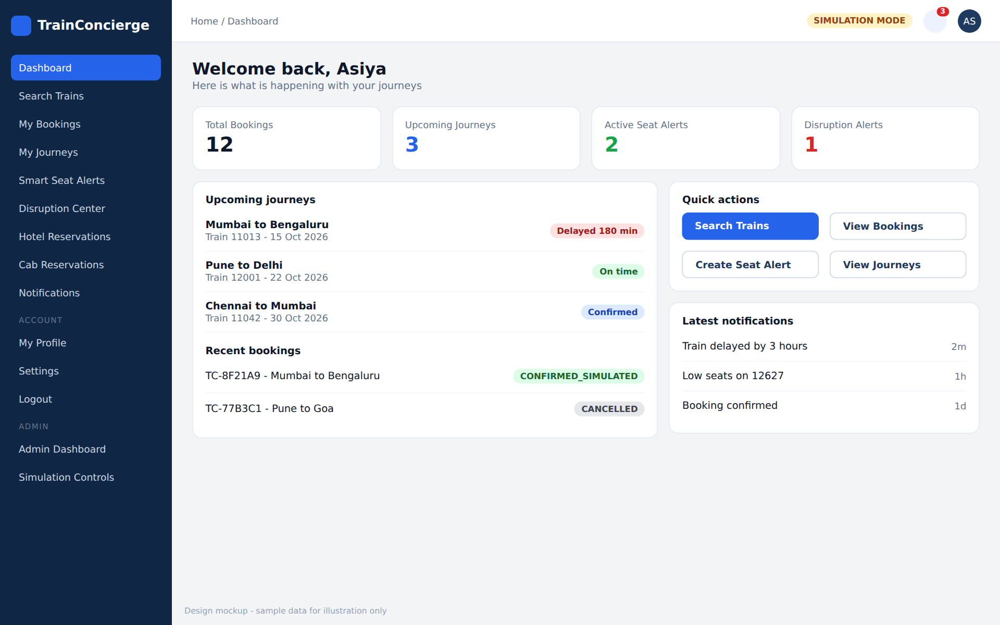 TrainConcierge
Dashboard
Search Trains
My Bookings
My Journeys
Smart Seat Alerts
Disruption Center
Hotel Reservations
Cab Reservations
Notifications
ACCOUNT
My Profile
Settings
Logout
ADMIN
Admin Dashboard
Simulation Controls
Home / Dashboard
SIMULATION MODE
3
AS
Welcome back, Asiya
Here is what is happening with your journeys
Total Bookings
12
Upcoming Journeys
3
Active Seat Alerts
2
Disruption Alerts
1
Upcoming journeys
Mumbai to Bengaluru
Train 11013 - 15 Oct 2026
Delayed 180 min
Pune to Delhi
Train 12001 - 22 Oct 2026
On time
Chennai to Mumbai
Train 11042 - 30 Oct 2026
Confirmed
Recent bookings
TC-8F21A9 - Mumbai to Bengaluru
CONFIRMED_SIMULATED
TC-77B3C1 - Pune to Goa
CANCELLED
Quick actions
Search Trains
View Bookings
Create Seat Alert
View Journeys
Latest notifications
Train delayed by 3 hours
2m
Low seats on 12627
1h
Booking confirmed
1d
Design mockup - sample data for illustration only